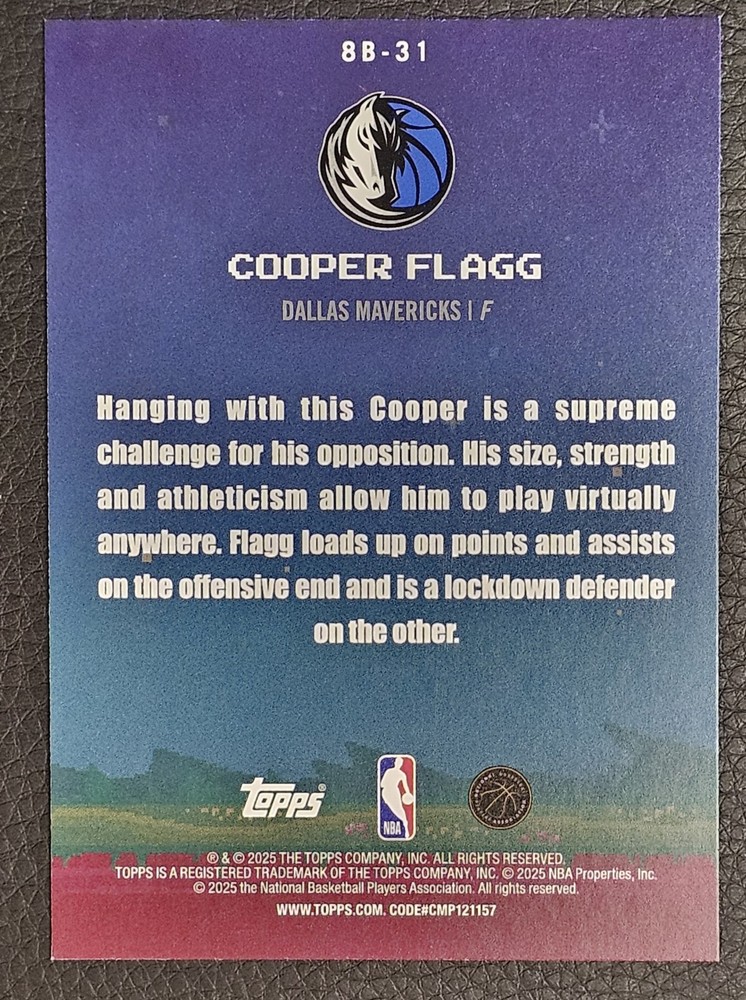 8B-31
COOPER FLAGG
DALLAS MAVERICKS | F
Hanging with this Cooper is a supreme
challenge for his opposition. His size, strength
and athleticism allow him to play virtually
anywhere. Flagg loads up on points and assists
on the offensive end and is a lockdown defender
on the other.
topps®
NBA
® & © 2025 THE TOPPS COMPANY, INC. ALL RIGHTS RESERVED.
TOPPS IS A REGISTERED TRADEMARK OF THE TOPPS COMPANY, INC. © 2025 NBA Properties, Inc.
© 2025 the National Basketball Players Association. All rights reserved.
WWW.TOPPS.COM. CODE#CMP121157